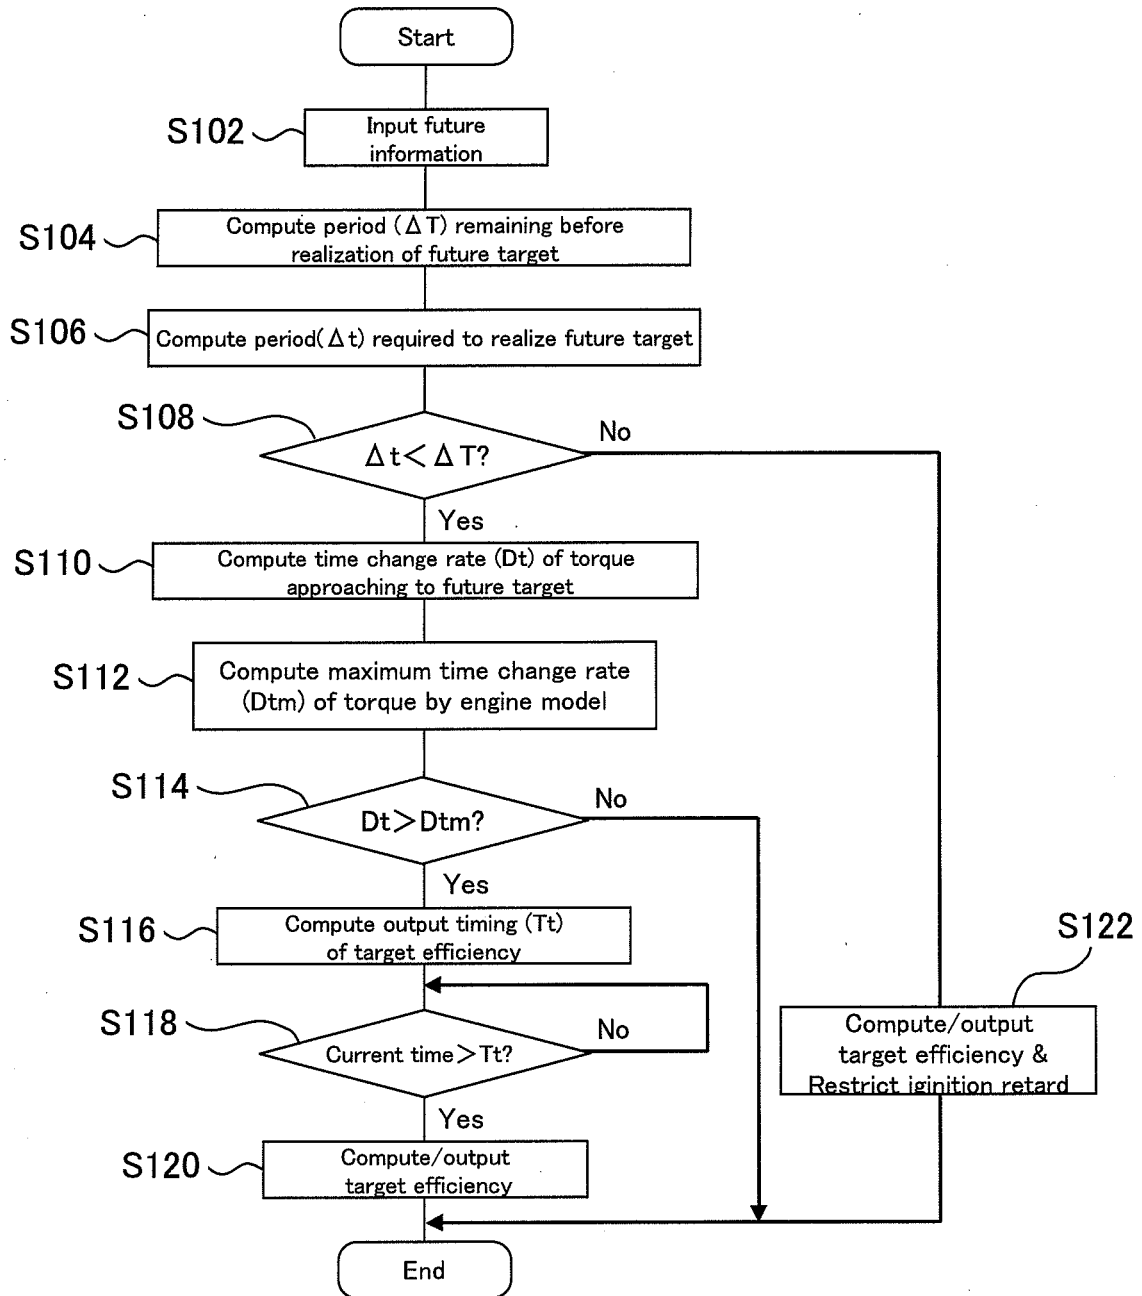 Start
S102
Input future
information
S104
Compute period (ΔT) remaining before
realization of future target
S106
Compute period(Δt) required to realize future target
S108
Δt<ΔT?
No
Yes
S110
Compute time change rate (Dt) of torque
approaching to future target
S112
Compute maximum time change rate
(Dtm) of torque by engine model
S114
Dt>Dtm?
No
Yes
S116
Compute output timing (Tt)
of target efficiency
S122
Compute/output
target efficiency &
Restrict iginition retard
S118
Current time>Tt?
No
Yes
S120
Compute/output
target efficiency
End